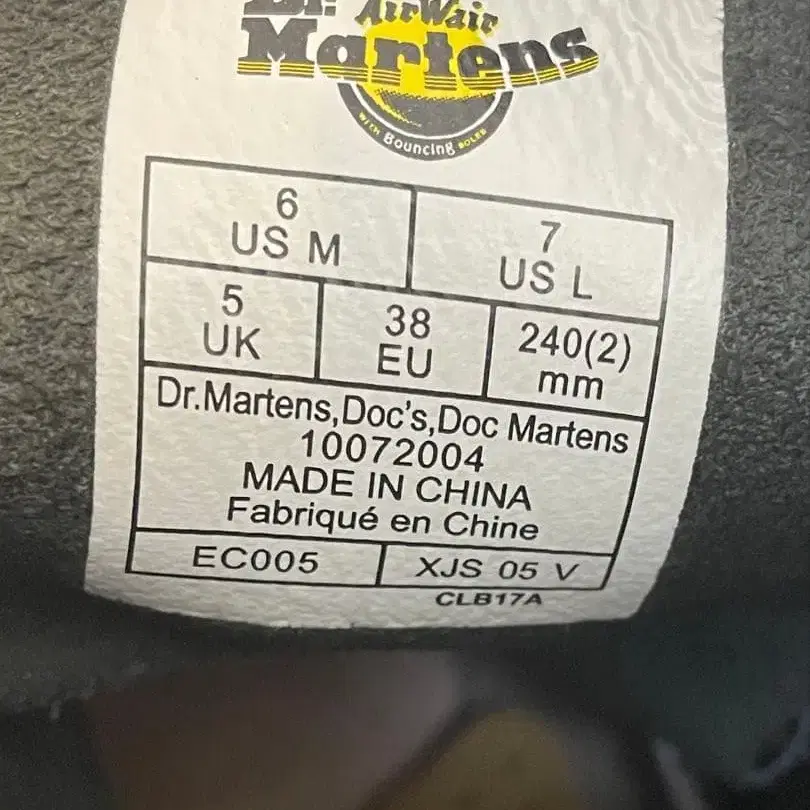 Dr. AirWair
Martens
WITH Bouncing SOLES
6
US M
7
US L
5
UK
38
EU
240(2)
mm
Dr.Martens,Doc's,Doc Martens
10072004
MADE IN CHINA
Fabriqué en Chine
EC005
XJS 05 V
CLB17A